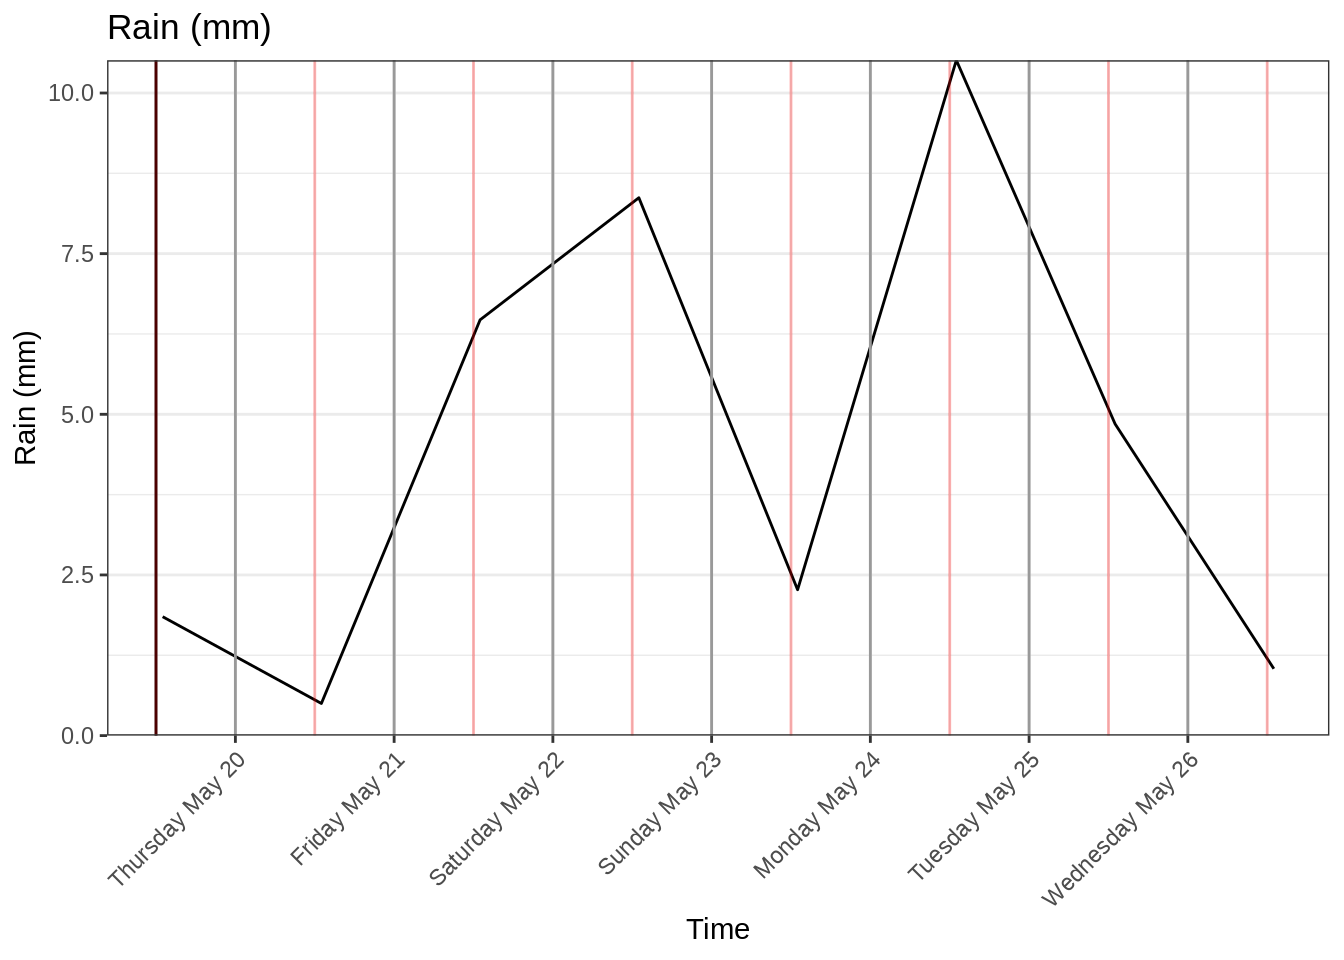 Rain (mm)
Rain (mm)
10.0
7.5
5.0
2.5
0.0
Thursday May 20
Friday May 21
Saturday May 22
Sunday May 23
Monday May 24
Tuesday May 25
Wednesday May 26
Time